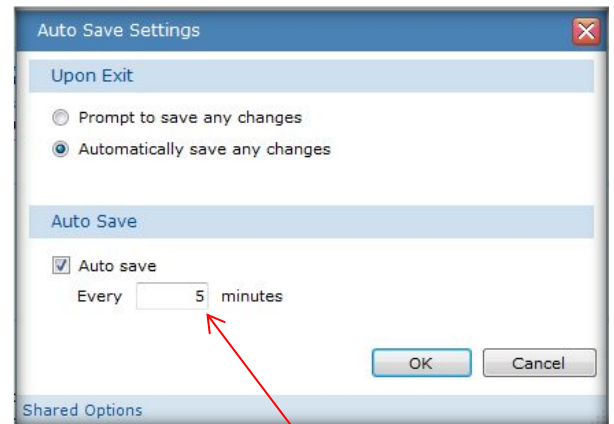 Auto Save Settings
Upon Exit
Prompt to save any changes
Automatically save any changes
Auto Save
Auto save
Every 5 minutes
OK Cancel
Shared Options